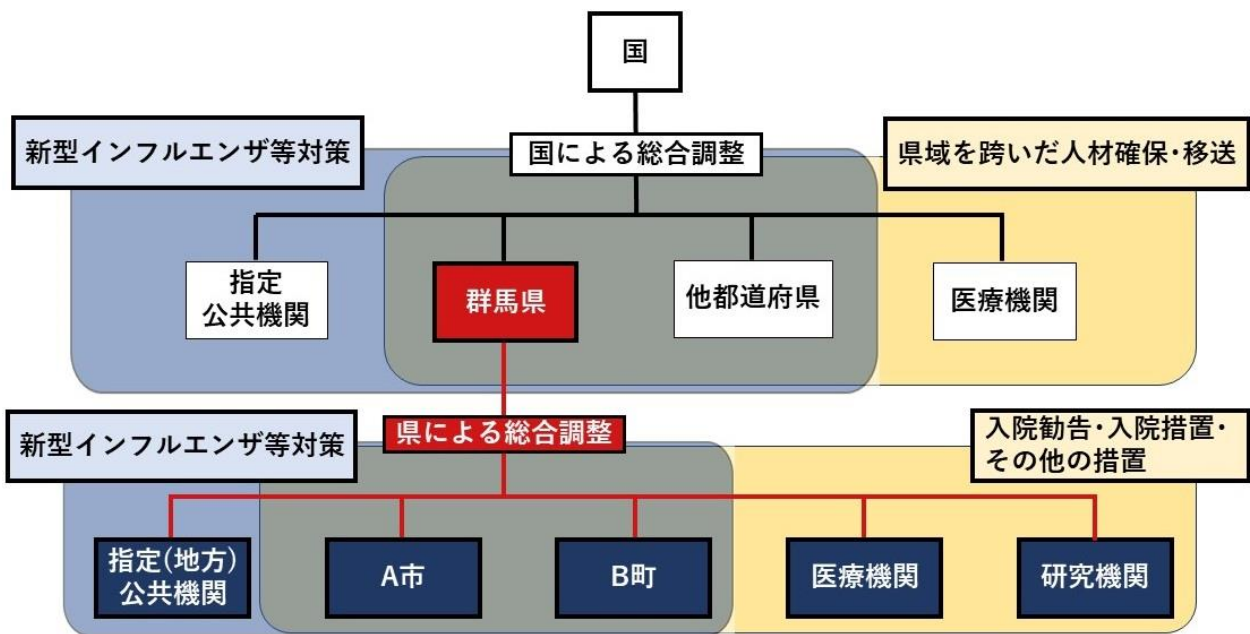 国
新型インフルエンザ等対策
国による総合調整
県域を跨いだ人材確保・移送
指定
公共機関
群馬県
他都道府県
医療機関
新型インフルエンザ等対策
県による総合調整
入院勧告・入院措置・
その他の措置
指定(地方)
公共機関
A市
B町
医療機関
研究機関